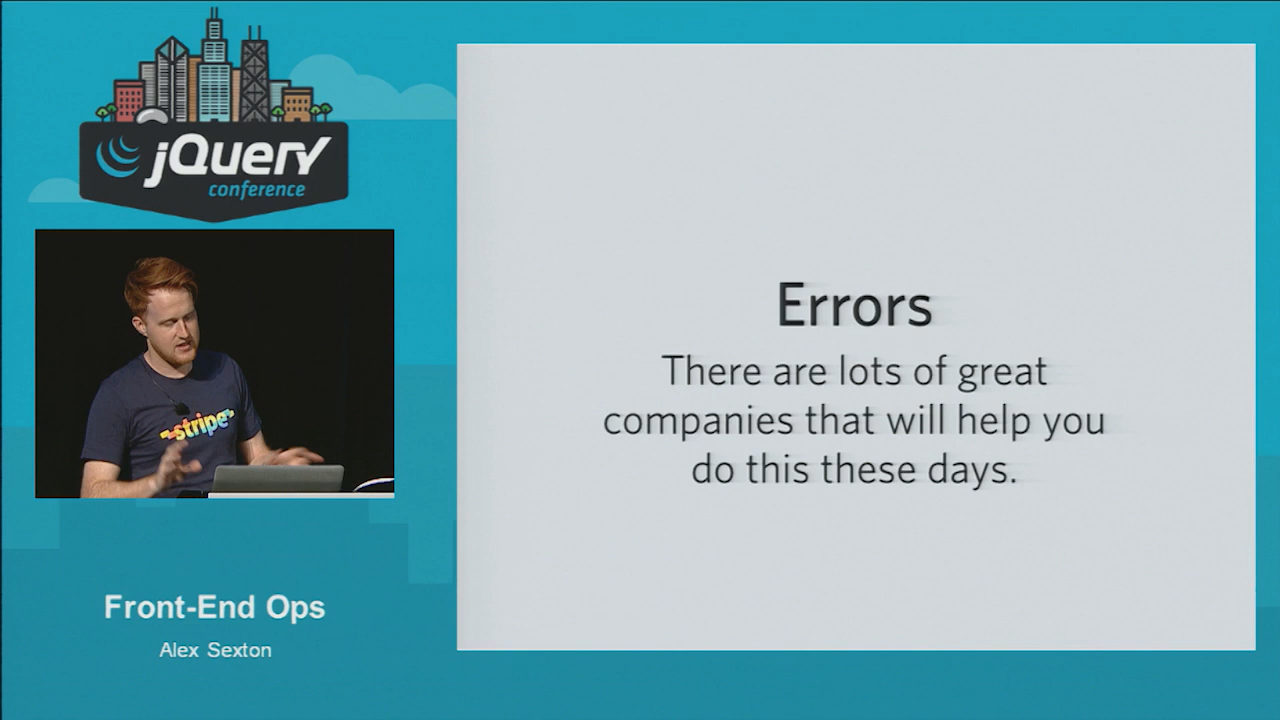 jQuery
conference
stripe
Front-End Ops
Alex Sexton
Errors
There are lots of great
companies that will help you
do this these days.